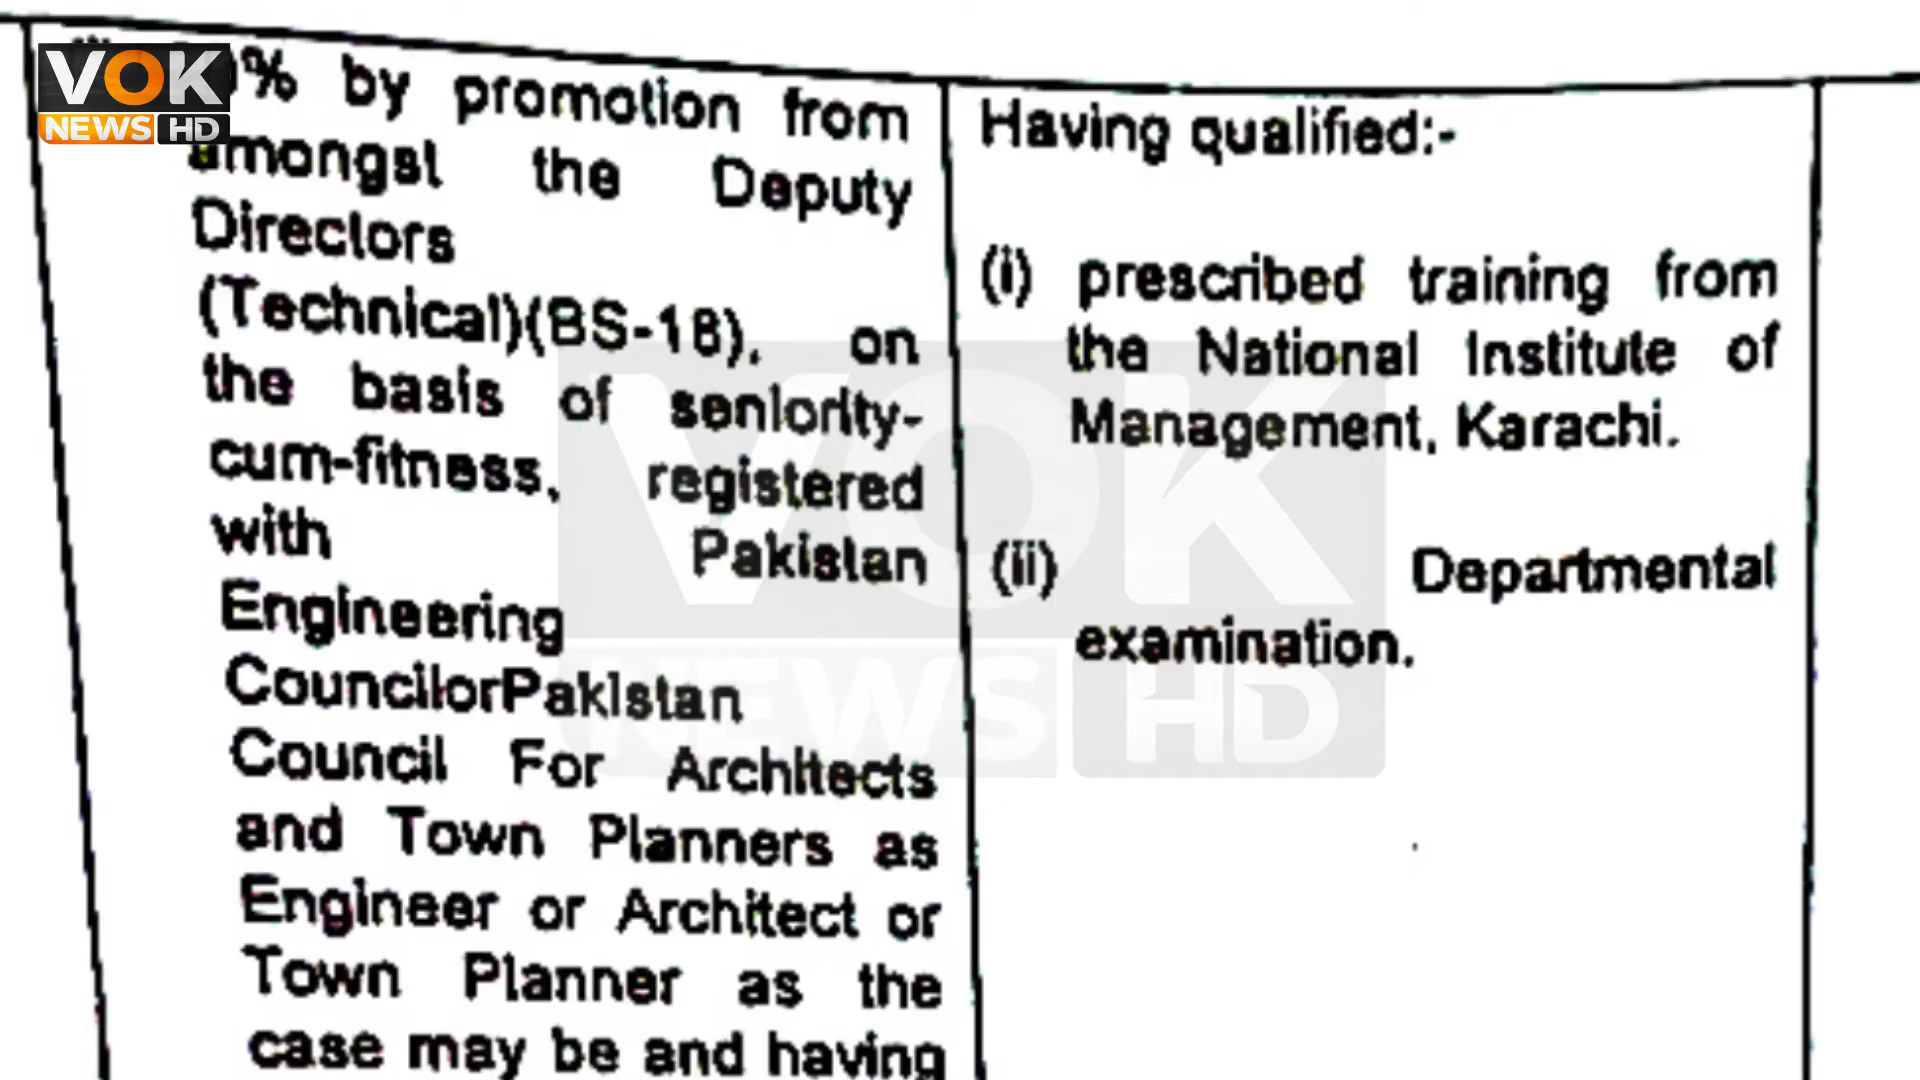 VOK
NEWS HD
% by promotion from
amongst the Deputy
Directors
(Technical)(BS-18), on
the basis of seniority-
cum-fitness, registered
with Pakistan
Engineering
CouncilorPakistan
Council For Architects
and Town Planners as
Engineer or Architect or
Town Planner as the
case may be and having
Having qualified:-
(i) prescribed training from
the National Institute of
Management, Karachi.
(ii) Departmental
examination.
VOK
NEWS HD